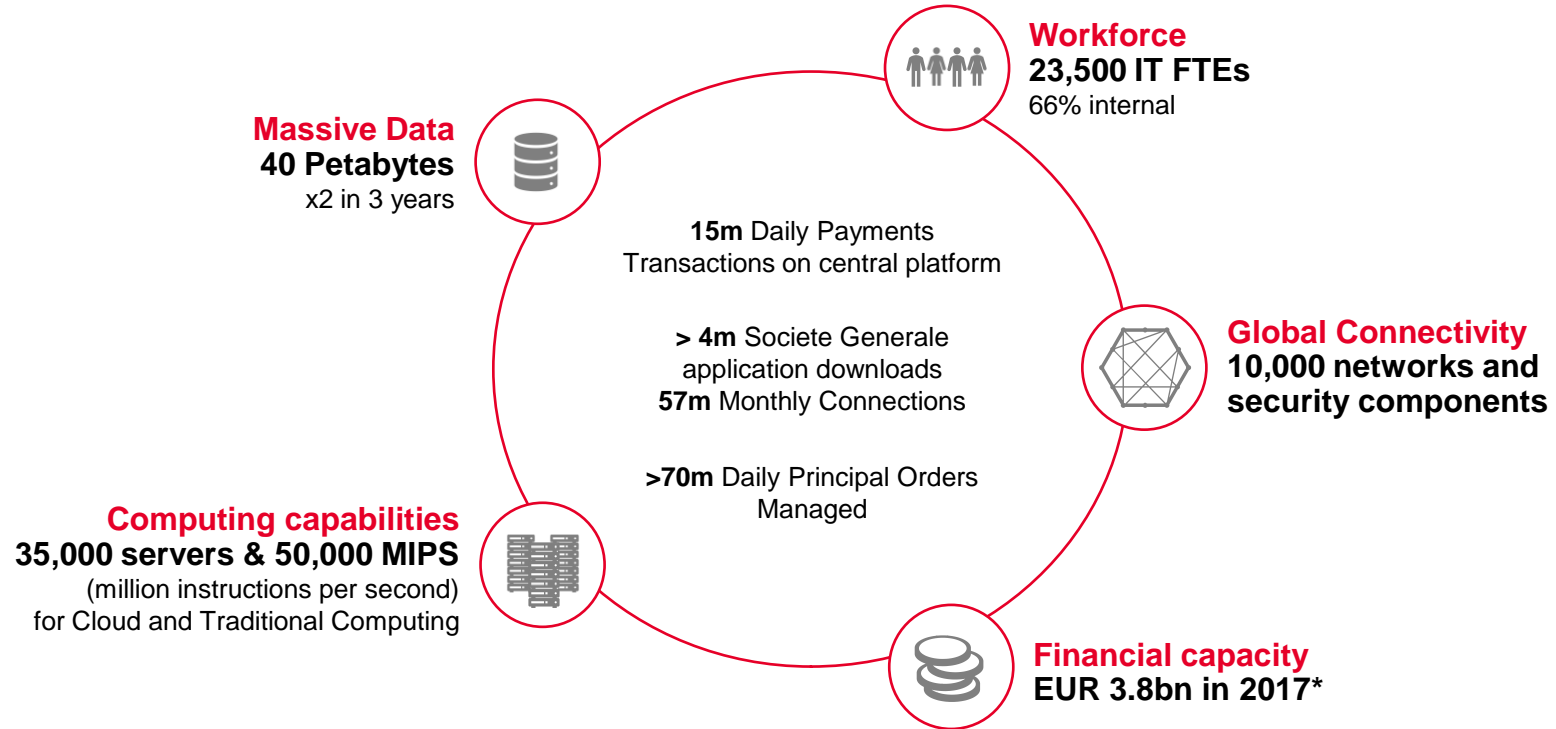 Workforce
23,500 IT FTEs
66% internal
Massive Data
40 Petabytes
x2 in 3 years
15m Daily Payments
Transactions on central platform
> 4m Societe Generale
application downloads
57m Monthly Connections
>70m Daily Principal Orders
Managed
Global Connectivity
10,000 networks and
security components
Computing capabilities
35,000 servers & 50,000 MIPS
(million instructions per second)
for Cloud and Traditional Computing
Financial capacity
EUR 3.8bn in 2017*